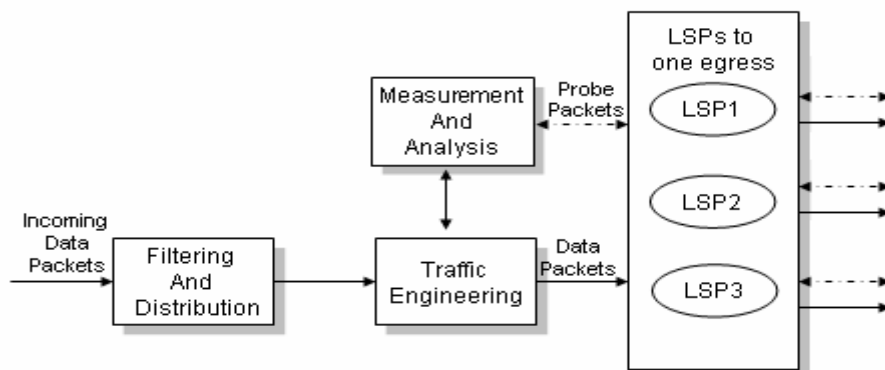 LSPs to
one egress
Measurement
And
Analysis
Probe
Packets
LSP1
LSP2
Incoming
Data
Packets
Filtering
And
Distribution
Traffic
Engineering
Data
Packets
LSP3